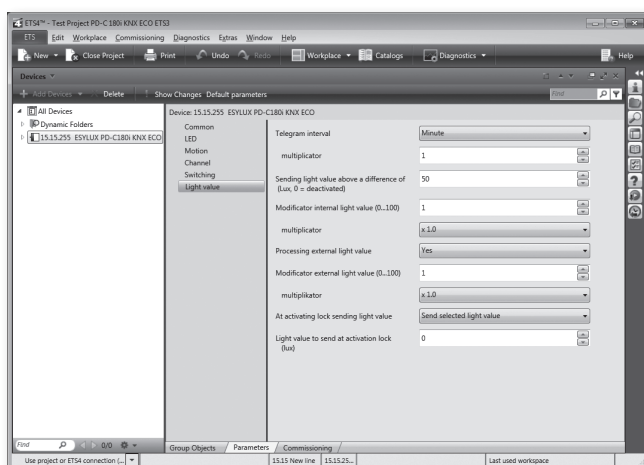 ETS4™ - Test Project PD-C 180i KNX ECO ETS3
ETS Edit Workplace Commissioning Diagnostics Extras Window Help
New Close Project Print Undo Redo Workplace Catalogs Diagnostics Help
Devices
Add Devices Delete Show Changes Default parameters Find
All Devices
Dynamic Folders
15.15.255 ESYLUX PD-C180i KNX ECO
Device: 15.15.255 ESYLUX PD-C180i KNX ECO
Common
LED
Motion
Channel
Switching
Light value
Telegram interval Minute
multiplicator 1
Sending light value above a difference of
(Lux, 0 = deactivated) 50
Modificator internal light value (0...100) 1
multiplicator x 1.0
Processing external light value Yes
Modificator external light value (0...100) 1
multiplikator x 1.0
At activating lock sending light value Send selected light value
Light value to send at activation lock
(lux) 0
Find 0/0
Group Objects Parameters Commissioning
Use project or ETS4 connection (... 15.15 New line 15.15.25... Last used workspace